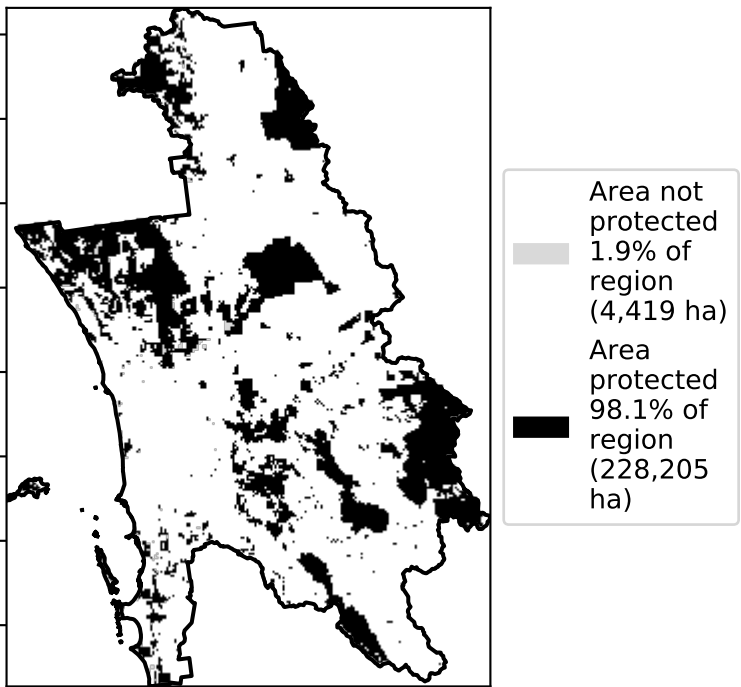 Area not
protected
1.9% of
region
(4,419 ha)
Area
protected
98.1% of
region
(228,205
ha)